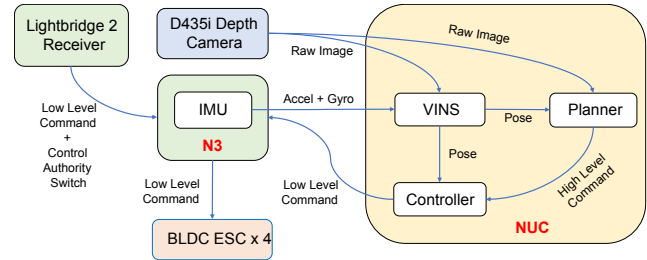 Lightbridge 2
Receiver
D435i Depth
Camera
Raw Image
Raw Image
Low Level
Command
+
Control
Authority
Switch
IMU
N3
Accel + Gyro
VINS
Pose
Planner
Pose
High Level
Command
Low Level
Command
Low Level
Command
Controller
NUC
BLDC ESC x 4